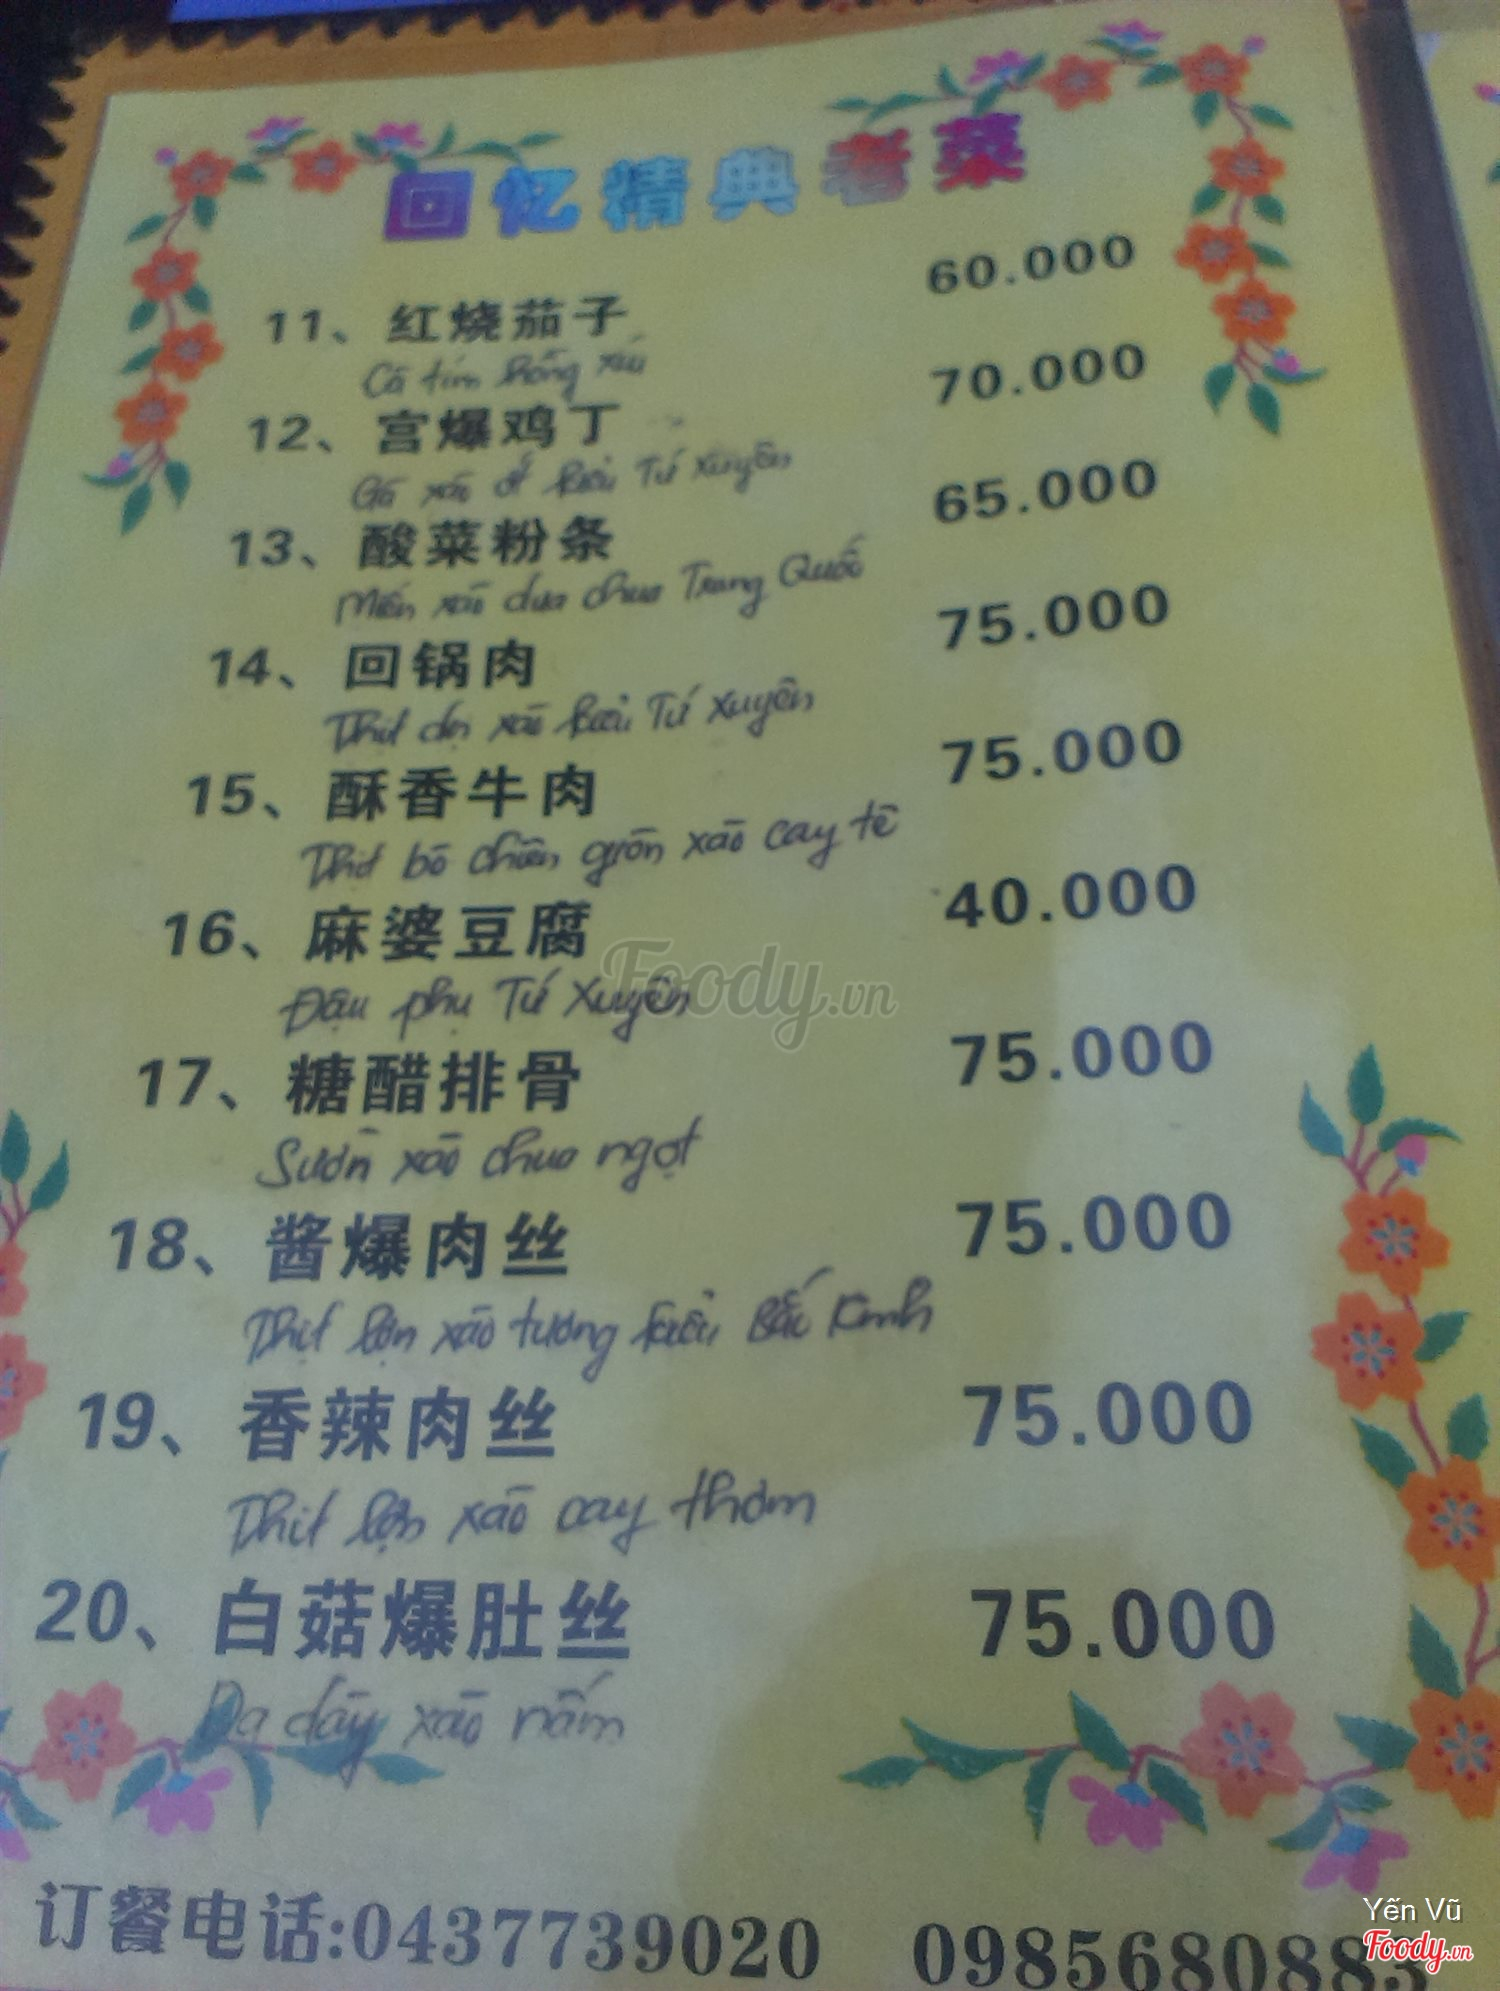 回忆精典老菜
11、红烧茄子 60.000
Cà tím hồng xíu
12、宫爆鸡丁 70.000
Gà xào ớt kiểu Tứ Xuyên
13、酸菜粉条 65.000
Miến xào dưa chua Trung Quốc
14、回锅肉 75.000
Thịt lợn xào kiểu Tứ Xuyên
15、酥香牛肉 75.000
Thịt bò chiên giòn xào cay tê
16、麻婆豆腐 40.000
Đậu phụ Tứ Xuyên
17、糖醋排骨 75.000
Sườn xào chua ngọt
18、酱爆肉丝 75.000
Thịt lợn xào tương kiểu Bắc Kinh
19、香辣肉丝 75.000
Thịt lợn xào cay thơm
20、白菇爆肚丝 75.000
Dạ dày xào nấm
订餐电话:0437739020 0985680883
Foody.vn
Yến Vũ
Foody.vn